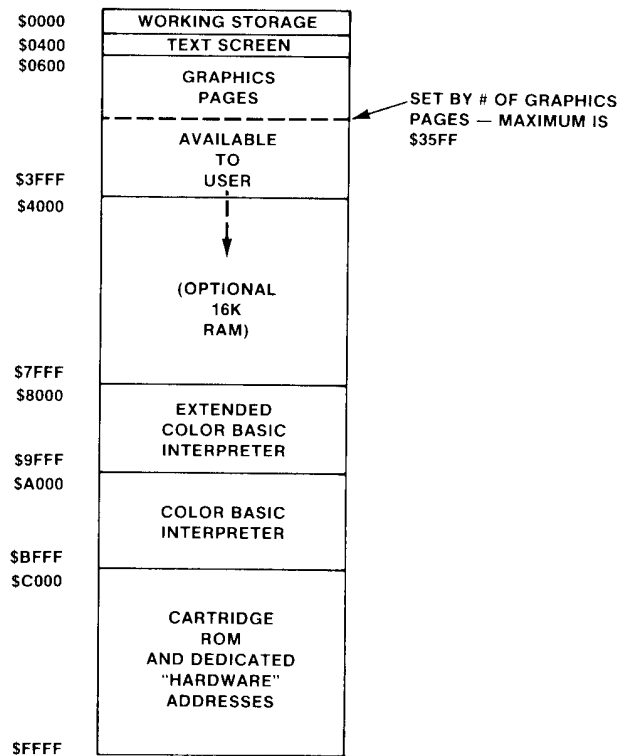 $0000
WORKING STORAGE
$0400
TEXT SCREEN
$0600
GRAPHICS
PAGES
SET BY # OF GRAPHICS
PAGES — MAXIMUM IS
$35FF
AVAILABLE
TO
USER
$3FFF
$4000
(OPTIONAL
16K
RAM)
$7FFF
$8000
EXTENDED
COLOR BASIC
INTERPRETER
$9FFF
$A000
COLOR BASIC
INTERPRETER
$BFFF
$C000
CARTRIDGE
ROM
AND DEDICATED
"HARDWARE"
ADDRESSES
$FFFF